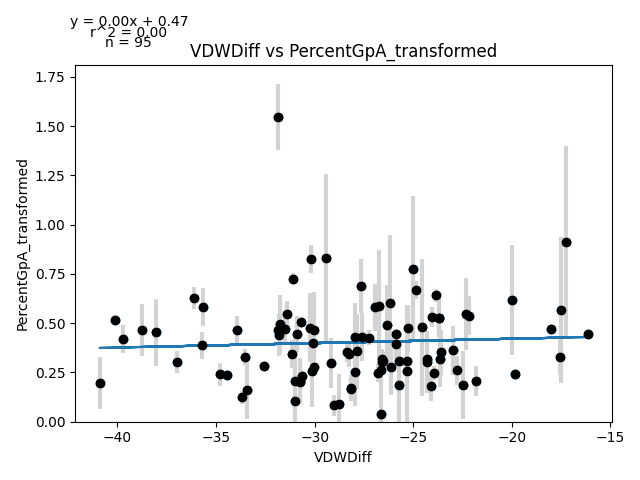 y = 0.00x + 0.47
r^2 = 0.00
n = 95
VDWDiff vs PercentGpA_transformed
PercentGpA_transformed
1.75
1.50
1.25
1.00
0.75
0.50
0.25
0.00
−40
−35
−30
−25
−20
−15
VDWDiff